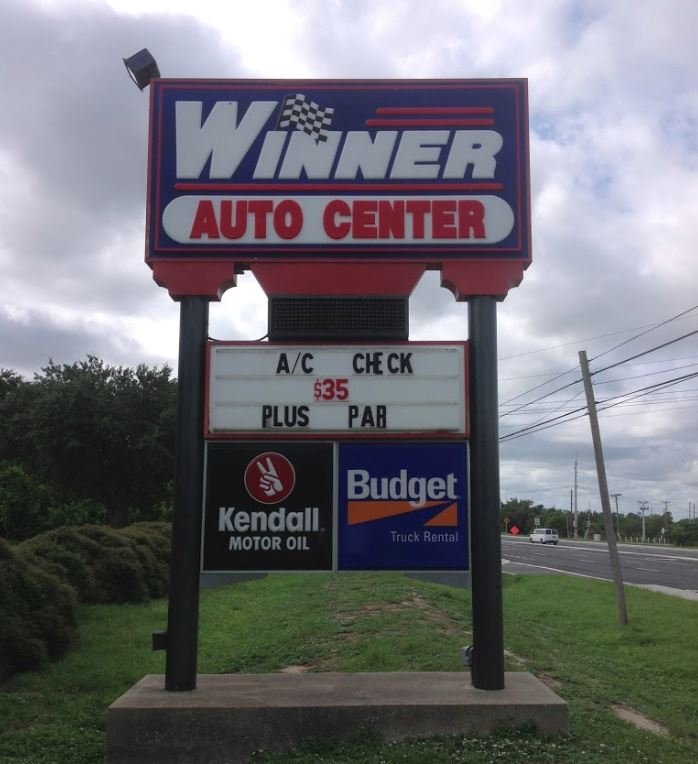 WINNER
AUTO CENTER
A/C CHECK
$35
PLUS PAR
Kendall
MOTOR OIL
Budget
Truck Rental